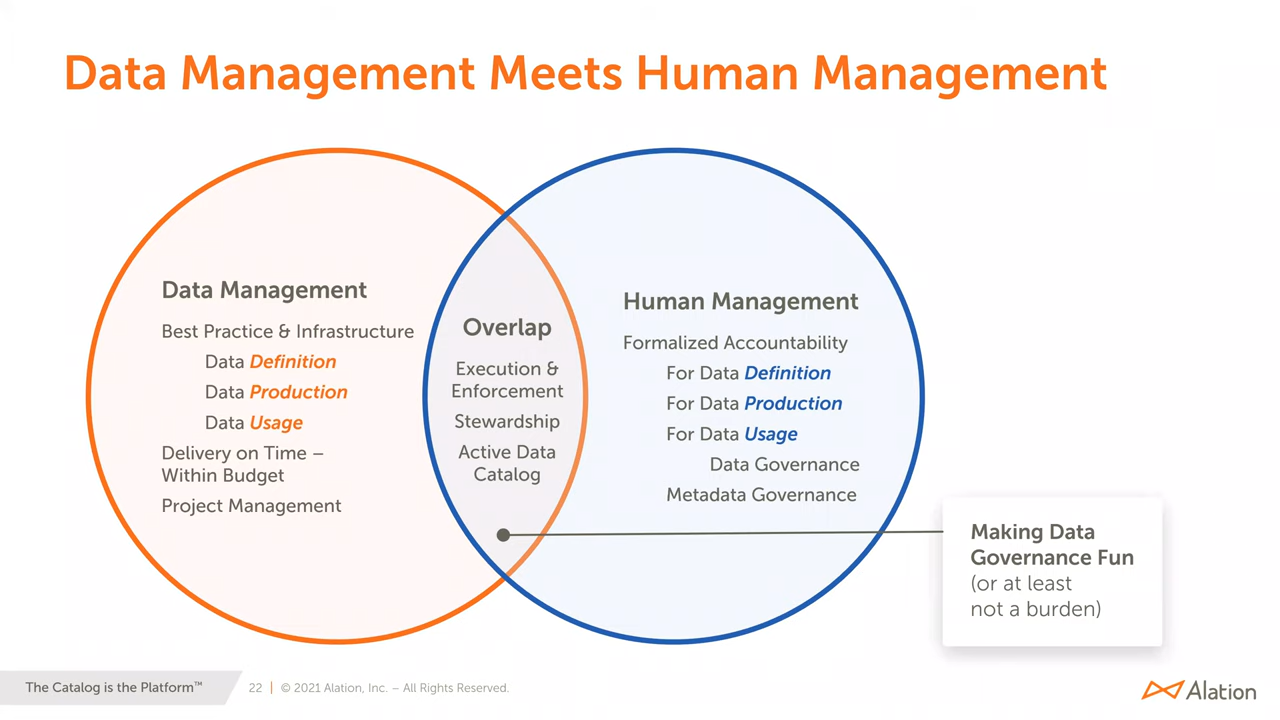 Data Management Meets Human Management
Data Management
Best Practice & Infrastructure
Data Definition
Data Production
Data Usage
Delivery on Time –
Within Budget
Project Management
Overlap
Execution &
Enforcement
Stewardship
Active Data
Catalog
Human Management
Formalized Accountability
For Data Definition
For Data Production
For Data Usage
Data Governance
Metadata Governance
Making Data
Governance Fun
(or at least
not a burden)
The Catalog is the Platform™
22 | © 2021 Alation, Inc. – All Rights Reserved.
Alation